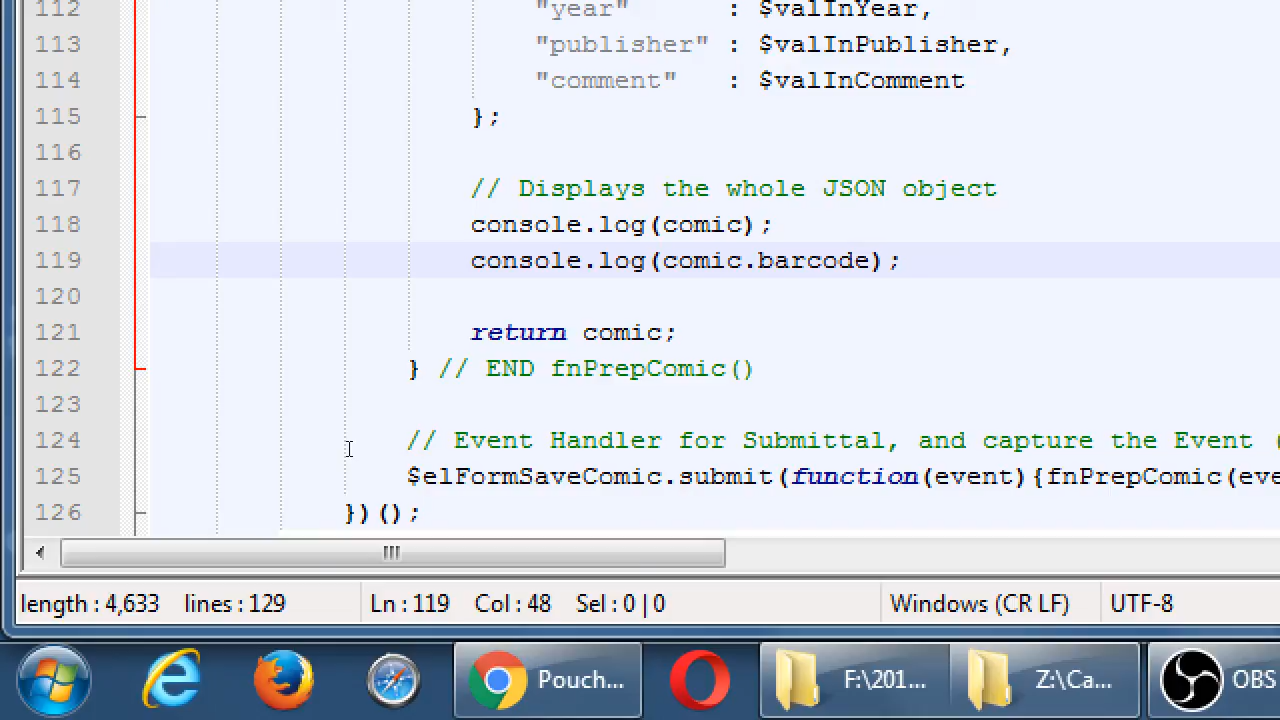 112 "year" : $valInYear,
113 "publisher" : $valInPublisher,
114 "comment" : $valInComment
115 };
116
117 // Displays the whole JSON object
118 console.log(comic);
119 console.log(comic.barcode);
120
121 return comic;
122 } // END fnPrepComic()
123
124 // Event Handler for Submittal, and capture the Event (
125 $elFormSaveComic.submit(function(event){fnPrepComic(eve
126 })();
length : 4,633 lines : 129 Ln : 119 Col : 48 Sel : 0 | 0 Windows (CR LF) UTF-8
Pouch... F:\201... Z:\Ca... OBS